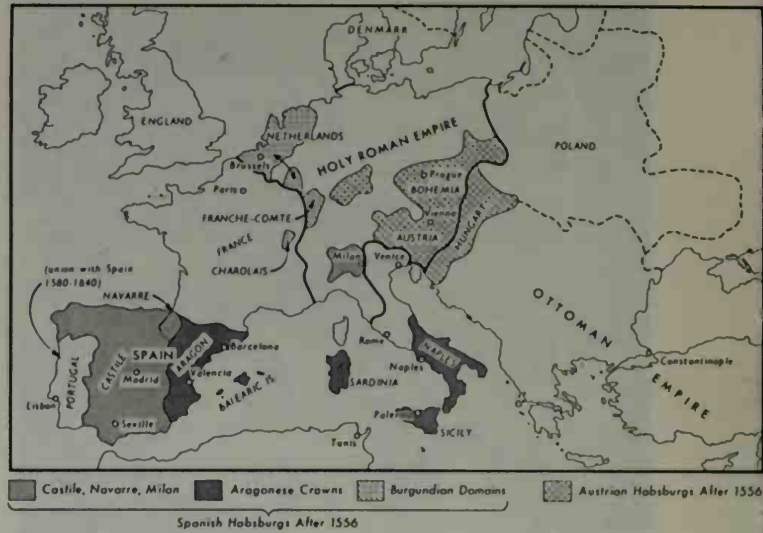 DENMARK
ENGLAND
NETHERLANDS
HOLY ROMAN EMPIRE
POLAND
Brussels
Prague
BOHEMIA
Paris
Vienna
FRANCHE-COMTE
AUSTRIA
HUNGARY
FRANCE
CHAROLAIS
Milan
Venice
(union with Spain
1580-1840)
NAVARRE
OTTOMAN
EMPIRE
CASTILE
SPAIN
ARAGON
Barcelona
Rome
NAPLES
Constantinople
PORTUGAL
Madrid
Valencia
Naples
BALEARIC IS.
SARDINIA
Lisbon
Seville
Palermo
SICILY
Tunis
Castile, Navarre, Milan
Aragonese Crowns
Burgundian Domains
Austrian Habsburgs After 1556
Spanish Habsburgs After 1556